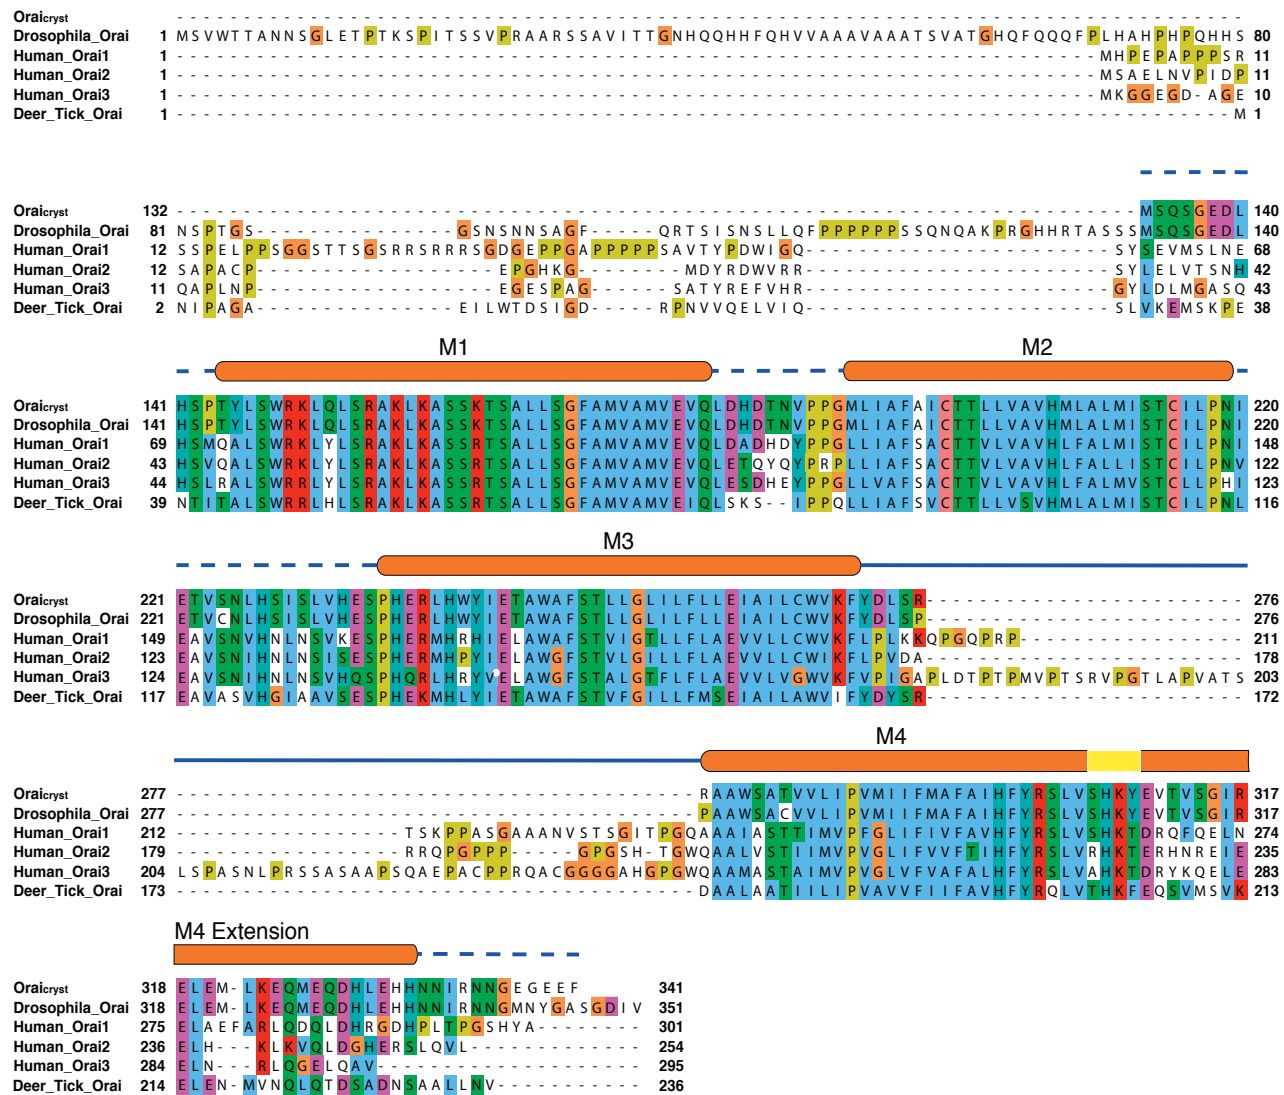 Oraicryst --------------------------------------------------------------------------------
Drosophila_Orai 1 MSVWTTANNSGLETPTKSPITSSVPRAARSSAVITTGNHQQHHFQHVVAAAVAAATSVATGHQFQQQFPLHAHPHPQHHS 80
Human_Orai1 1 ---------------------------------------------------------------------MHPEPAPPPSR 11
Human_Orai2 1 ---------------------------------------------------------------------MSAELNVPIDP 11
Human_Orai3 1 ---------------------------------------------------------------------MKGGEGD-AGE 10
Deer_Tick_Orai 1 -------------------------------------------------------------------------------M 1
Oraicryst 132 ------------------------------------------------------------------------MSQSGEDL 140
Drosophila_Orai 81 NSPTGS---------------GSNSNNSAGF-----QRTSISNSLLQFPPPPPPSSQNQAKPRGHHRTASSSMSQSGEDL 140
Human_Orai1 12 SSPELPPSGGSTTSGSRRSRRRSGDGEPPGAPPPPPSAVTYPDWIGQ-----------------------SYSEVMSLNE 68
Human_Orai2 12 SAPACP------------------EPGHKG--------MDYRDWVRR-----------------------SYLELVTSNH 42
Human_Orai3 11 QAPLNP------------------EGESPAG------SATYREFVHR-----------------------GYLDLMGASQ 43
Deer_Tick_Orai 2 NIPAGA---------------EILWTDSIGD-----RPNVVQELVIQ-----------------------SLVKEMSKPE 38
M1 M2
Oraicryst 141 HSPTYLSWRKLQLSRAKLKASSKTSALLSGFAMVAMVEVQLDHDTNVPPGMLIAFAICTTLLVAVHMLALMISTCILPNI 220
Drosophila_Orai 141 HSPTYLSWRKLQLSRAKLKASSKTSALLSGFAMVAMVEVQLDHDTNVPPGMLIAFAICTTLLVAVHMLALMISTCILPNI 220
Human_Orai1 69 HSMQALSWRKLYLSRAKLKASSRTSALLSGFAMVAMVEVQLDADHDYPPGLLIAFSACTTVLVAVHLFALMISTCILPNI 148
Human_Orai2 43 HSVQALSWRKLYLSRAKLKASSRTSALLSGFAMVAMVEVQLETQYQYPRPLLIAFSACTTVLVAVHLFALLISTCILPNV 122
Human_Orai3 44 HSLRALSWRRLYLSRAKLKASSRTSALLSGFAMVAMVEVQLESDHEYPPGLLVAFSACTTVLVAVHLFALMVSTCLLPHI 123
Deer_Tick_Orai 39 NTITALSWRRLHLSRAKLKASSRTSALLSGFAMVAMVEIQLSKS--IPPQLLIAFSVCTTLLVSVHMLALMISTCILPNL 116
M3
Oraicryst 221 ETVSNLHSISLVHESPHERLHWYIETAWAFSTLLGLILFLLEIAILCWVKFYDLSR------------------------ 276
Drosophila_Orai 221 ETVCNLHSISLVHESPHERLHWYIETAWAFSTLLGLILFLLEIAILCWVKFYDLSP------------------------ 276
Human_Orai1 149 EAVSNVHNLNSVKESPHERMHRHIELAWAFSTVIGTLLFLAEVVLLCWVKFLPLKKQPGQPRP----------------- 211
Human_Orai2 123 EAVSNIHNLNSISESPHERMHPYIELAWGFSTVLGILLFLAEVVLLCWIKFLPVDA------------------------ 178
Human_Orai3 124 EAVSNIHNLNSVHQSPHQRLHRYVELAWGFSTALGTFLFLAEVVLVGWVKFVPIGAPLDTPTPMVPTSRVPGTLAPVATS 203
Deer_Tick_Orai 117 EAVASVHGIAAVSESPHEKMHLYIETAWAFSTVFGILLFMSEIAILAWVIFYDYSR------------------------ 172
M4
Oraicryst 277 ---------------------------------------RAAWSATVVLIPVMIIFMAFAIHFYRSLVSHKYEVTVSGIR 317
Drosophila_Orai 277 ---------------------------------------PAAWSACVVLIPVMIIFMAFAIHFYRSLVSHKYEVTVSGIR 317
Human_Orai1 212 -----------------TSKPPASGAAANVSTSGITPGQAAAIASTTIMVPFGLIFIVFAVHFYRSLVSHKTDRQFQELN 274
Human_Orai2 179 -----------------RRQPGPPP-----GPGSH-TGWQAALVSTIIMVPVGLIFVVFTIHFYRSLVRHKTERHNREIE 235
Human_Orai3 204 LSPASNLPRSSASAAPSQAEPACPPRQACGGGGAHGPGWQAAMASTAIMVPVGLVFVAFALHFYRSLVAHKTDRYKQELE 283
Deer_Tick_Orai 173 ---------------------------------------DAALAATIILIPVAVVFIAFAVHFYRQLVTHKFEQSVMSVK 213
M4 Extension
Oraicryst 318 ELEM-LKEQMEQDHLEHHNNIRNNGEGEEF 341
Drosophila_Orai 318 ELEM-LKEQMEQDHLEHHNNIRNNGMNYGASGDIV 351
Human_Orai1 275 ELAEFARLQDQLDHRGDHPLTPGSHYA-------- 301
Human_Orai2 236 ELH---KLKVQLDGHERSLQVL------------- 254
Human_Orai3 284 ELN---RLQGELQAV-------------------- 295
Deer_Tick_Orai 214 ELEN-MVNQLQTDSADNSAALLNV----------- 236